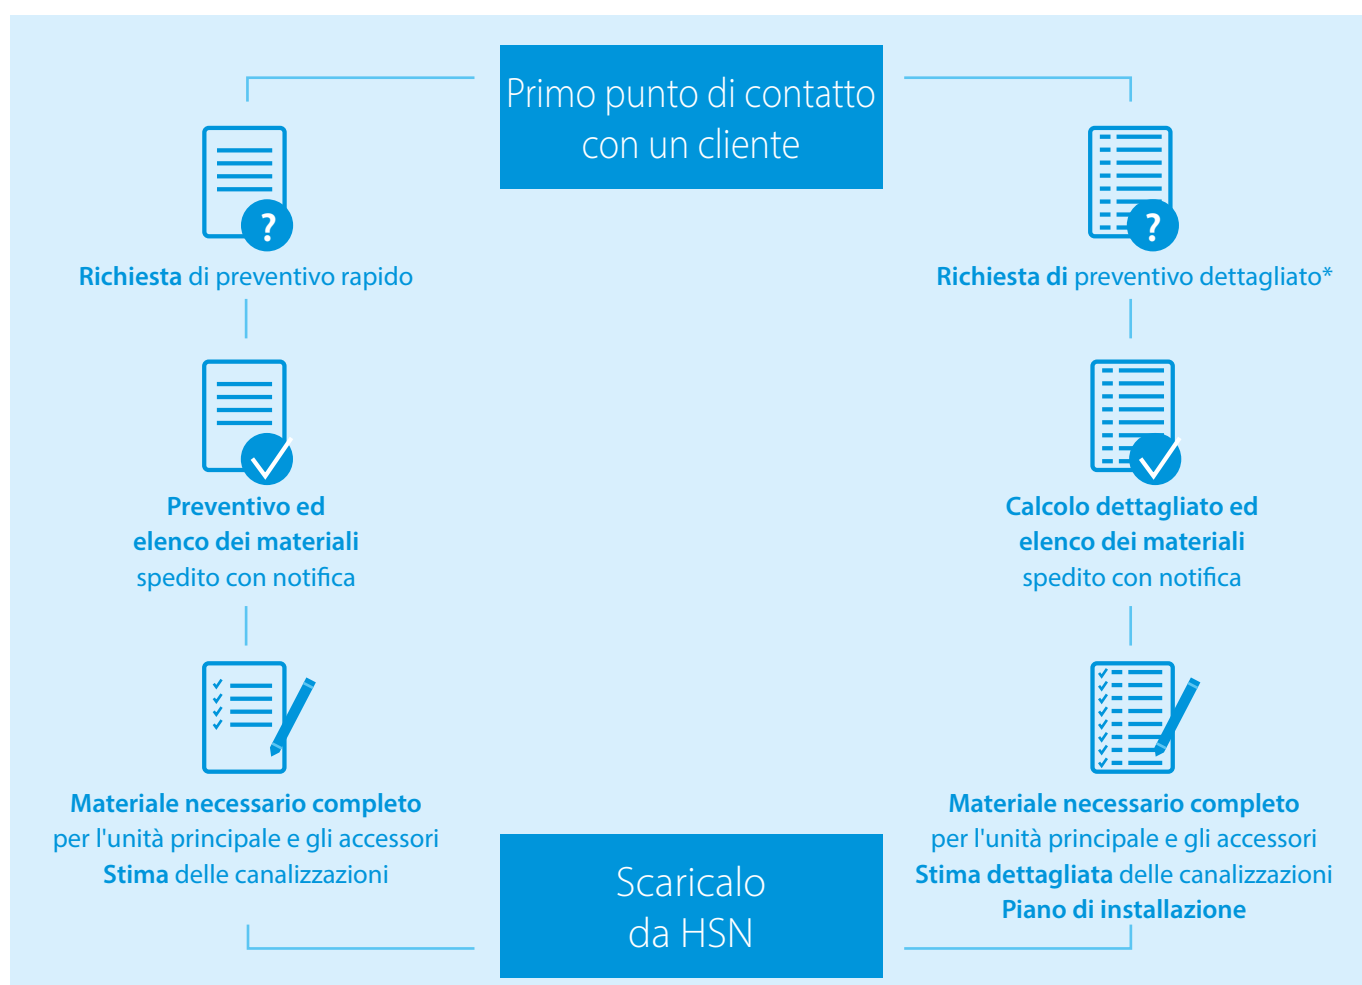 Primo punto di contatto
con un cliente
?
Richiesta di preventivo rapido
Preventivo ed
elenco dei materiali
spedito con notifica
Materiale necessario completo
per l'unità principale e gli accessori
Stima delle canalizzazioni
?
Richiesta di preventivo dettagliato*
Calcolo dettagliato ed
elenco dei materiali
spedito con notifica
Materiale necessario completo
per l'unità principale e gli accessori
Stima dettagliata delle canalizzazioni
Piano di installazione
Scaricalo
da HSN